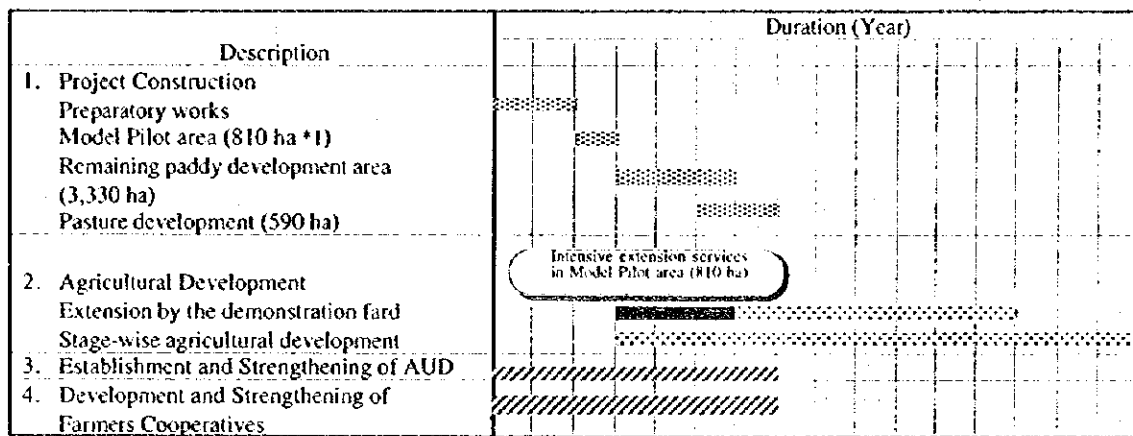 Duration (Year)
Description
1. Project Construction
Preparatory works
Model Pilot area (810 ha *1)
Remaining paddy development area
(3,330 ha)
Pasture development (590 ha)
Intensive extension services
in Model Pilot area (810 ha)
2. Agricultural Development
Extension by the demonstration fard
Stage-wise agricultural development
3. Establishment and Strengthening of AUD
4. Development and Strengthening of
Farmers Cooperatives